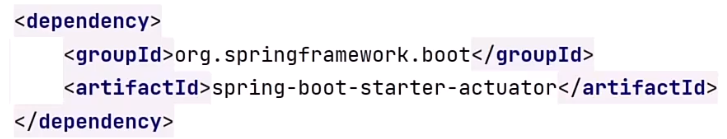 <dependency>
    <groupId>org.springframework.boot</groupId>
    <artifactId>spring-boot-starter-actuator</artifactId>
</dependency>